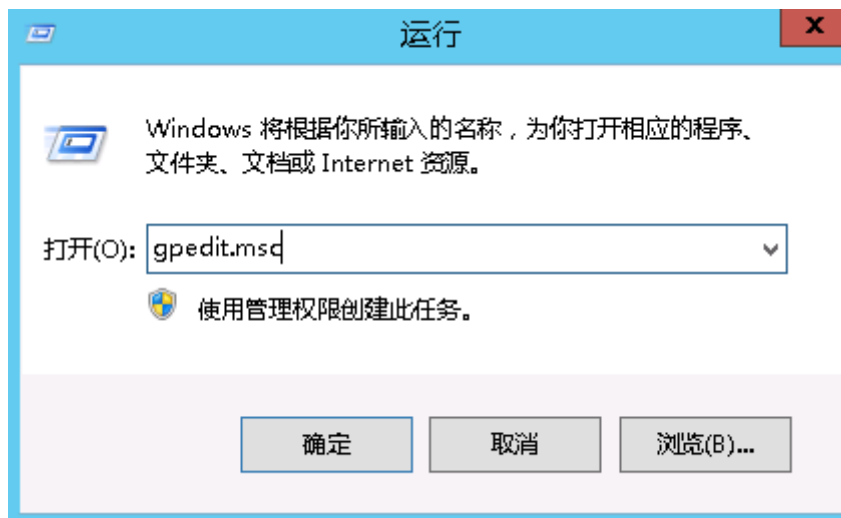 运行
Windows 将根据你所输入的名称，为你打开相应的程序、
文件夹、文档或 Internet 资源。
打开(O): gpedit.msc
使用管理权限创建此任务。
确定 取消 浏览(B)...